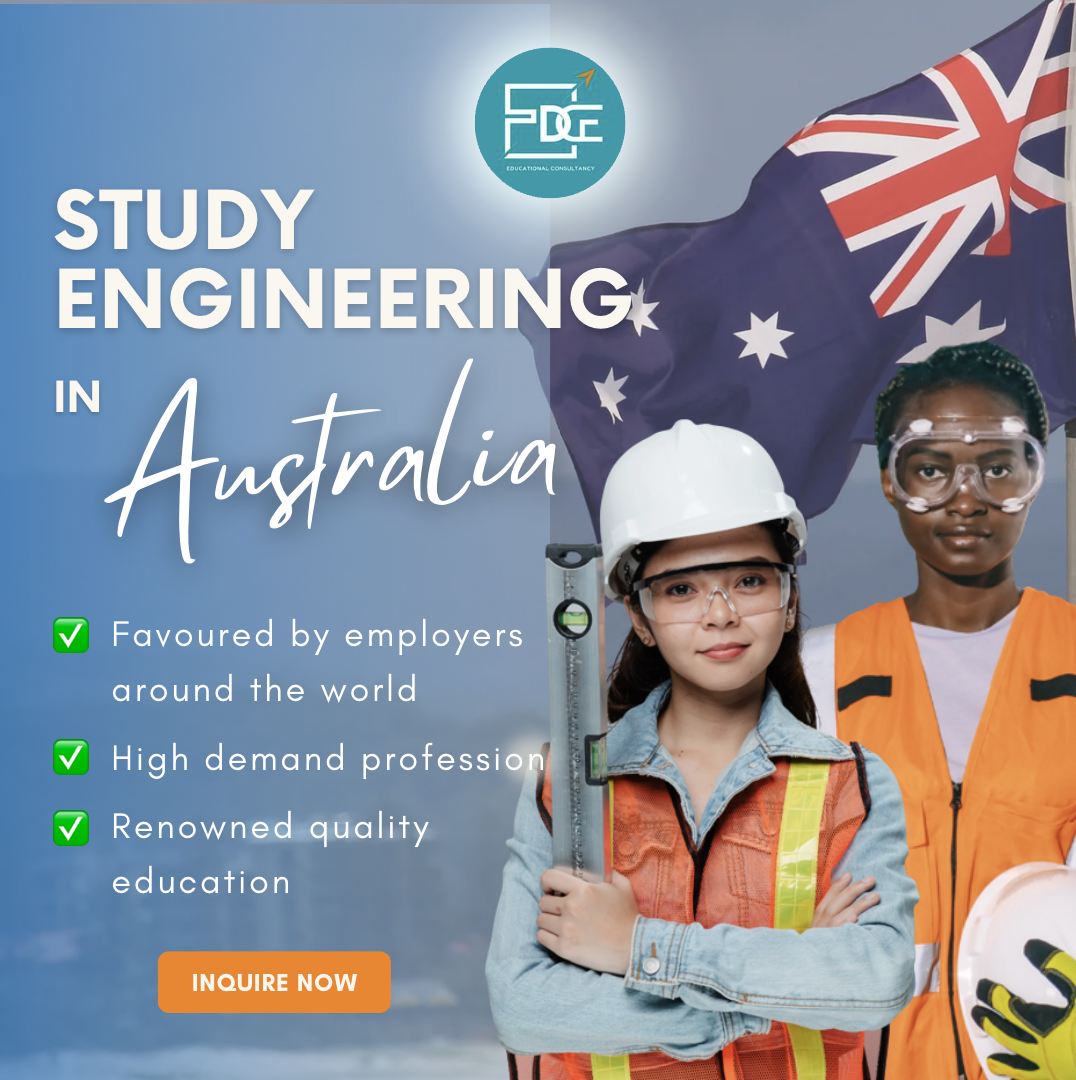 EDGE
EDUCATIONAL CONSULTANCY
STUDY
ENGINEERING
IN Australia
✅ Favoured by employers
around the world
✅ High demand profession
✅ Renowned quality
education
INQUIRE NOW